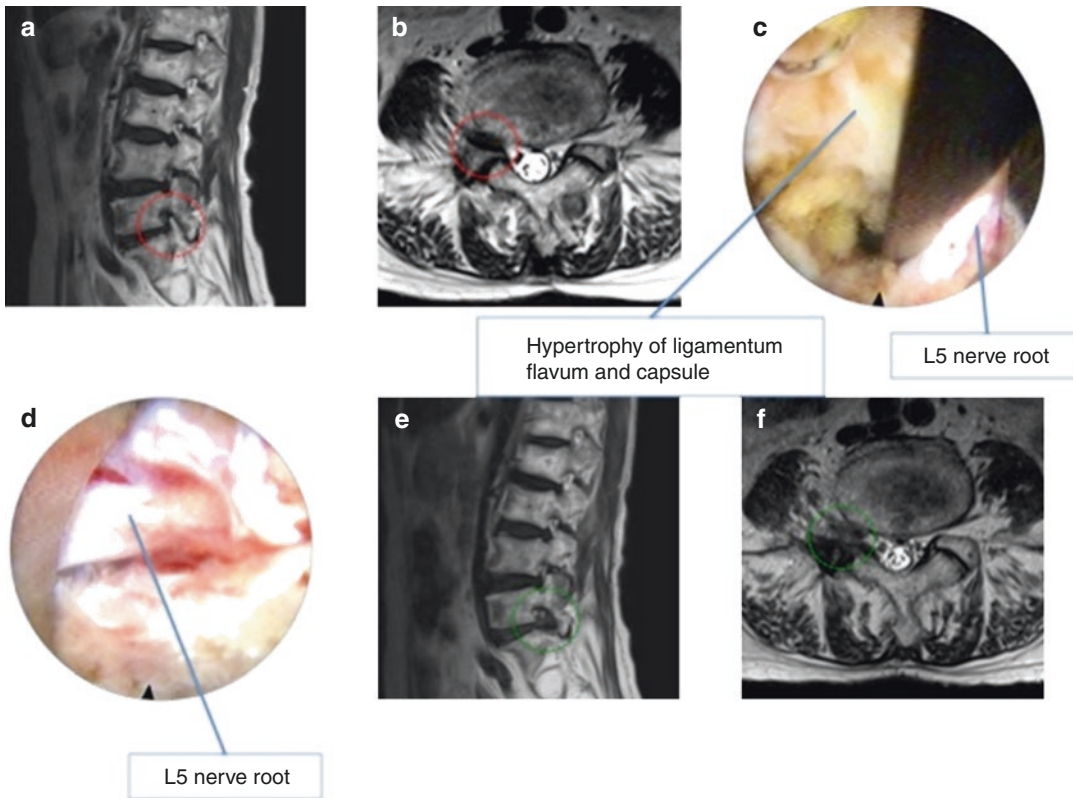 a
b
c
Hypertrophy of ligamentum
flavum and capsule
L5 nerve root
d
e
f
L5 nerve root